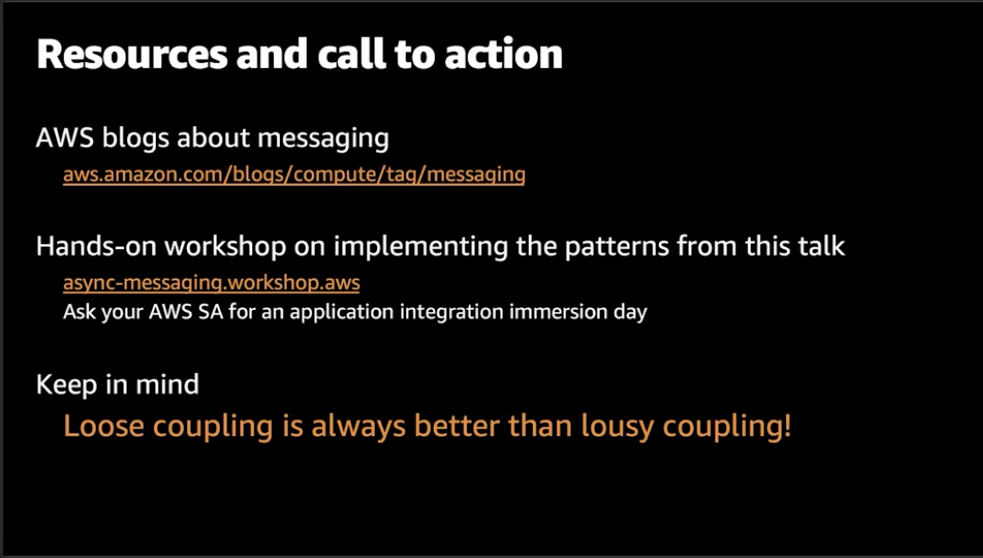 Resources and call to action
AWS blogs about messaging
aws.amazon.com/blogs/compute/tag/messaging
Hands-on workshop on implementing the patterns from this talk
async-messaging.workshop.aws
Ask your AWS SA for an application integration immersion day
Keep in mind
Loose coupling is always better than lousy coupling!